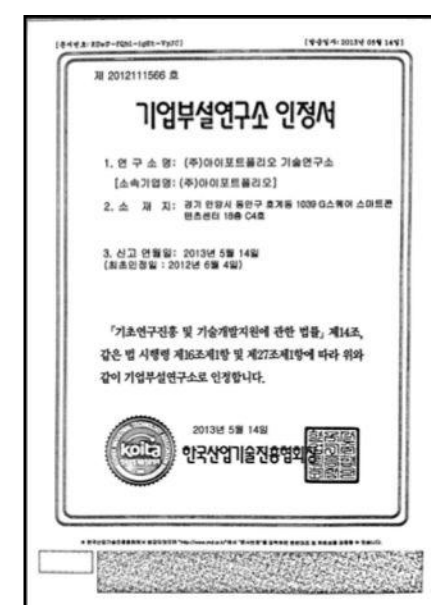 제 2012111566 호
기업부설연구소 인정서
1. 연 구 소 명: (주)아이포트폴리오 기술연구소
[소속기업명: (주)아이포트폴리오]
2. 소 재 지: 경기 안양시 동안구 호계동 1039 G스퀘어 스마트콘
텐츠센터 18층 C4호
3. 신고 연월일: 2013년 5월 14일
(최초인정일 : 2012년 6월 4일)
「기초연구진흥 및 기술개발지원에 관한 법률」 제14조,
같은 법 시행령 제16조제1항 및 제27조제1항에 따라 위와
같이 기업부설연구소로 인정합니다.
2013년 5월 14일
koita
한국산업기술진흥협회장